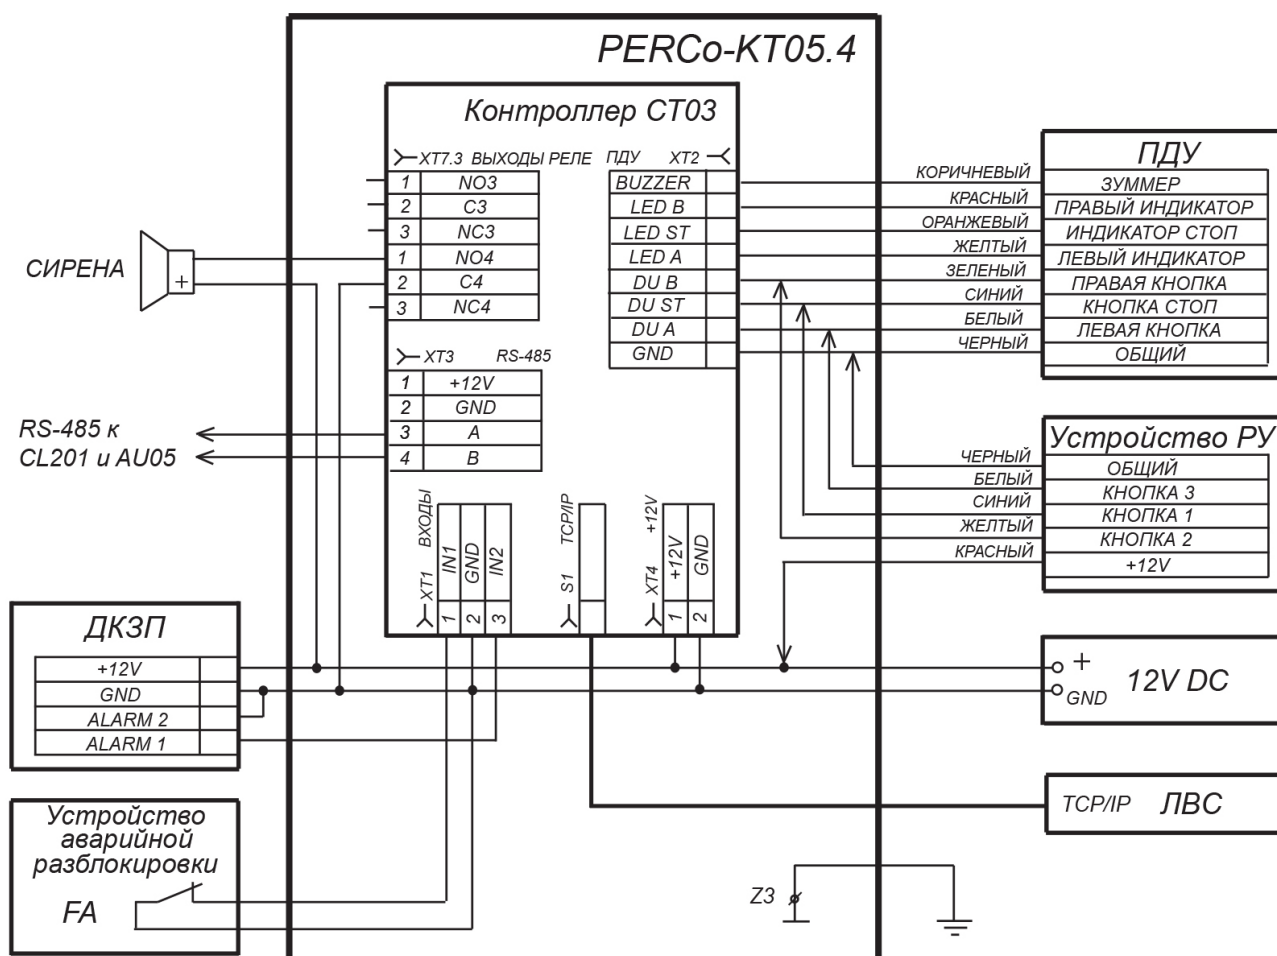 PERCo-KT05.4
Контроллер CT03
XT7.3 ВЫХОДЫ РЕЛЕ
1 NO3
2 C3
3 NC3
1 NO4
2 C4
3 NC4
ПДУ XT2
BUZZER
LED B
LED ST
LED A
DU B
DU ST
DU A
GND
XT3 RS-485
1 +12V
2 GND
3 A
4 B
СИРЕНА
+
RS-485 к
CL201 и AU05
XT1 ВХОДЫ
1 IN1
2 GND
3 IN2
S1 TCP/IP
XT4 +12V
1 +12V
2 GND
КОРИЧНЕВЫЙ
КРАСНЫЙ
ОРАНЖЕВЫЙ
ЖЕЛТЫЙ
ЗЕЛЕНЫЙ
СИНИЙ
БЕЛЫЙ
ЧЕРНЫЙ
ПДУ
ЗУММЕР
ПРАВЫЙ ИНДИКАТОР
ИНДИКАТОР СТОП
ЛЕВЫЙ ИНДИКАТОР
ПРАВАЯ КНОПКА
КНОПКА СТОП
ЛЕВАЯ КНОПКА
ОБЩИЙ
ЧЕРНЫЙ
БЕЛЫЙ
СИНИЙ
ЖЕЛТЫЙ
КРАСНЫЙ
Устройство РУ
ОБЩИЙ
КНОПКА 3
КНОПКА 1
КНОПКА 2
+12V
ДКЗП
+12V
GND
ALARM 2
ALARM 1
+
GND
12V DC
TCP/IP ЛВС
Устройство
аварийной
разблокировки
FA
Z3